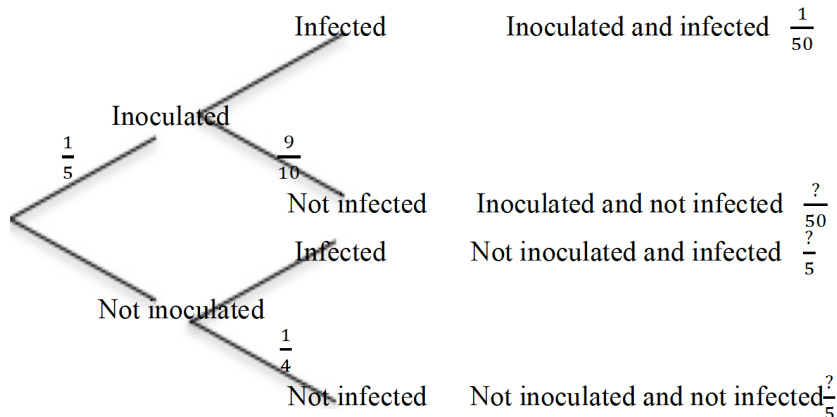 Infected Inoculated and infected 1/50
Inoculated
1/5 9/10
Not infected Inoculated and not infected ?/50
Infected Not inoculated and infected ?/5
Not inoculated
1/4
Not infected Not inoculated and not infected ?/5